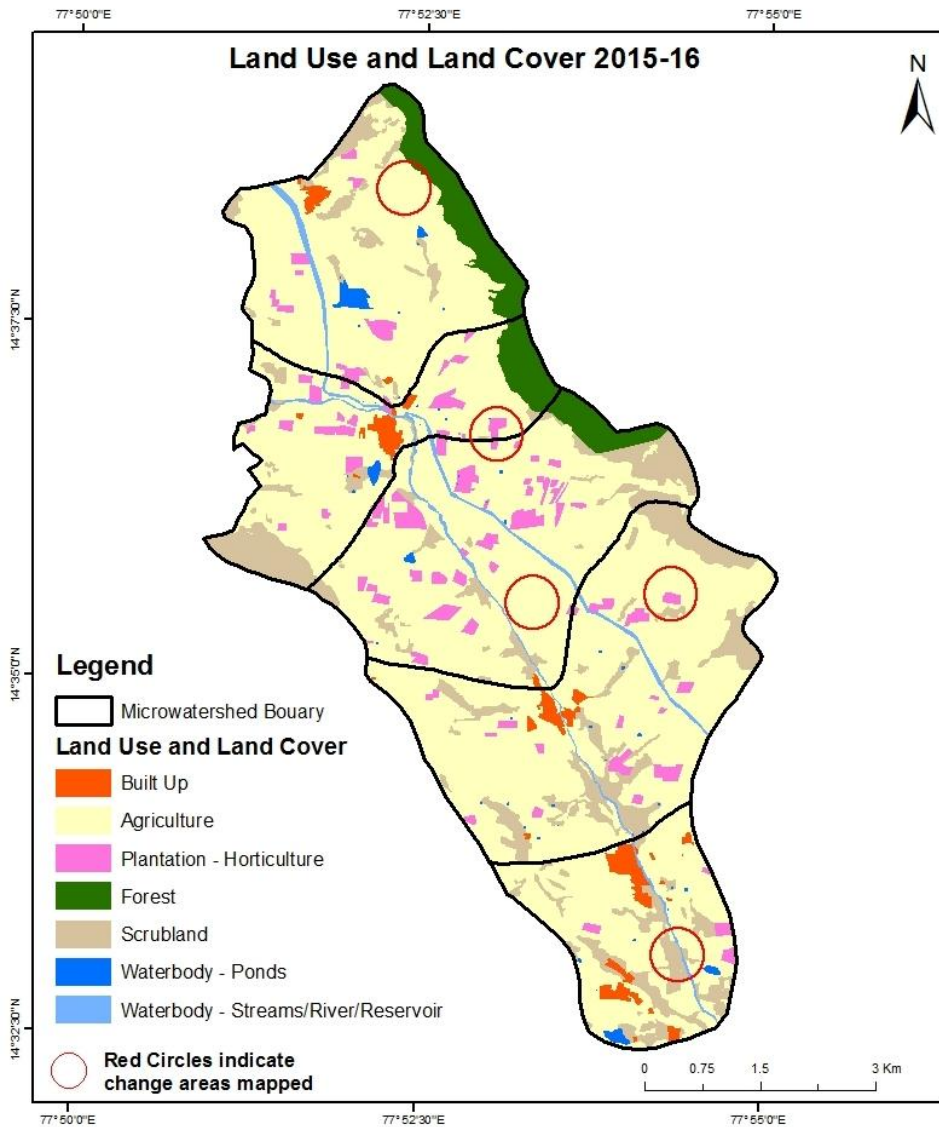 77°50'0"E 77°52'30"E 77°55'0"E
Land Use and Land Cover 2015-16
N
14°37'30"N
14°37'30"N
14°35'0"N
14°32'30"N
Legend
Microwatershed Bouary
Land Use and Land Cover
Built Up
Agriculture
Plantation - Horticulture
Forest
Scrubland
Waterbody - Ponds
Waterbody - Streams/River/Reservoir
Red Circles indicate
change areas mapped
0 0.75 1.5 3 Km
77°50'0"E 77°52'30"E 77°55'0"E